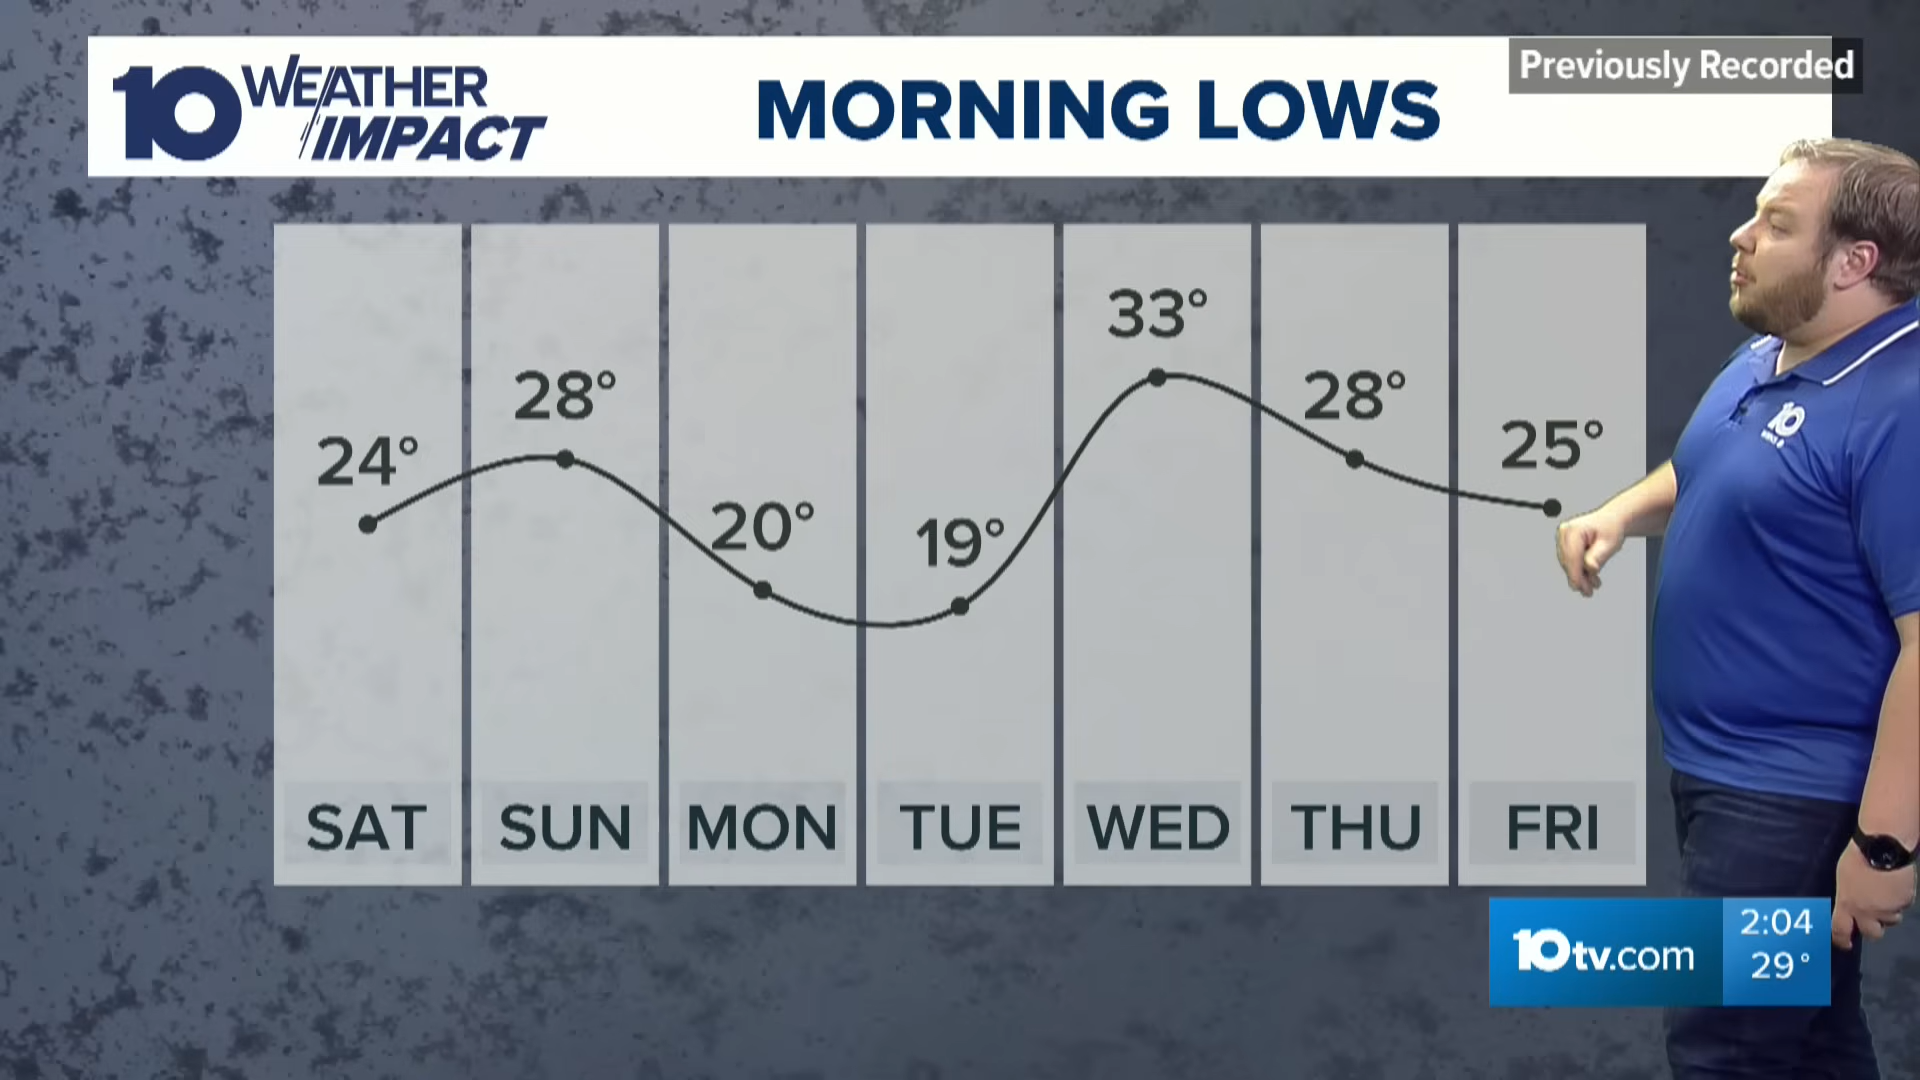 10 WEATHER IMPACT
MORNING LOWS
Previously Recorded
24° 28° 20° 19° 33° 28° 25°
SAT SUN MON TUE WED THU FRI
10
10tv.com
2:04
29°